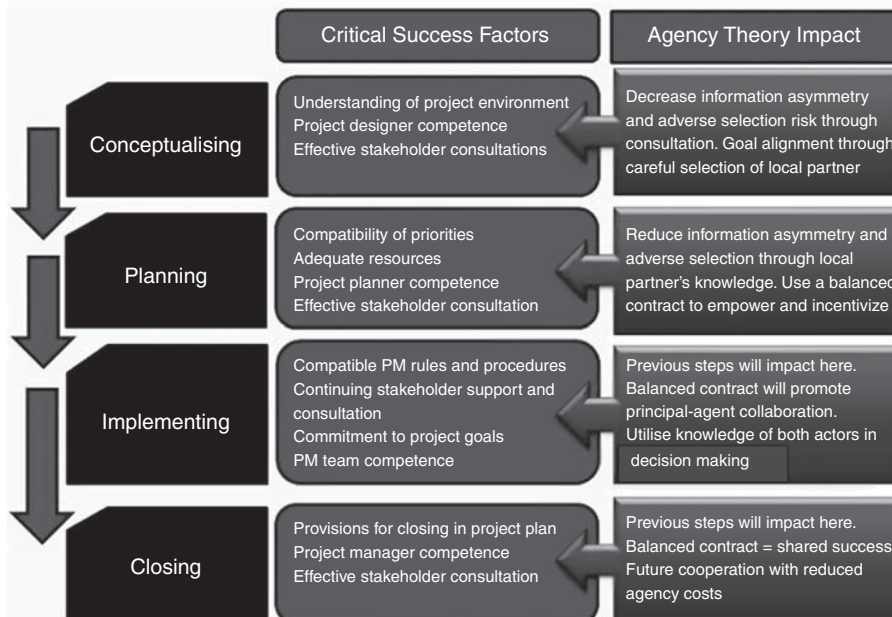 Critical Success Factors
Agency Theory Impact
Conceptualising
Understanding of project environment
Project designer competence
Effective stakeholder consultations
Decrease information asymmetry
and adverse selection risk through
consultation. Goal alignment through
careful selection of local partner
Planning
Compatibility of priorities
Adequate resources
Project planner competence
Effective stakeholder consultation
Reduce information asymmetry and
adverse selection through local
partner's knowledge. Use a balanced
contract to empower and incentivize
Implementing
Compatible PM rules and procedures
Continuing stakeholder support and
consultation
Commitment to project goals
PM team competence
Previous steps will impact here.
Balanced contract will promote
principal-agent collaboration.
Utilise knowledge of both actors in
decision making
Closing
Provisions for closing in project plan
Project manager competence
Effective stakeholder consultation
Previous steps will impact here.
Balanced contract = shared success
Future cooperation with reduced
agency costs